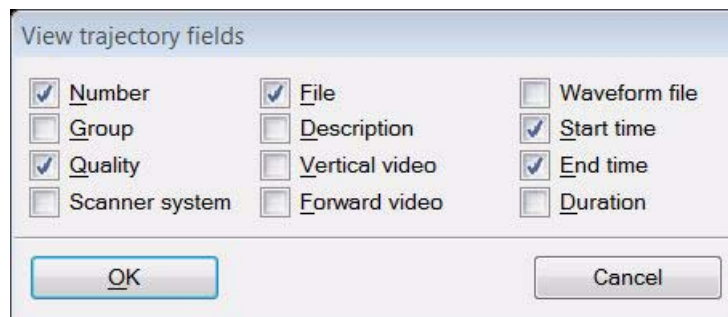 View trajectory fields
Number File Waveform file
Group Description Start time
Quality Vertical video End time
Scanner system Forward video Duration
OK Cancel